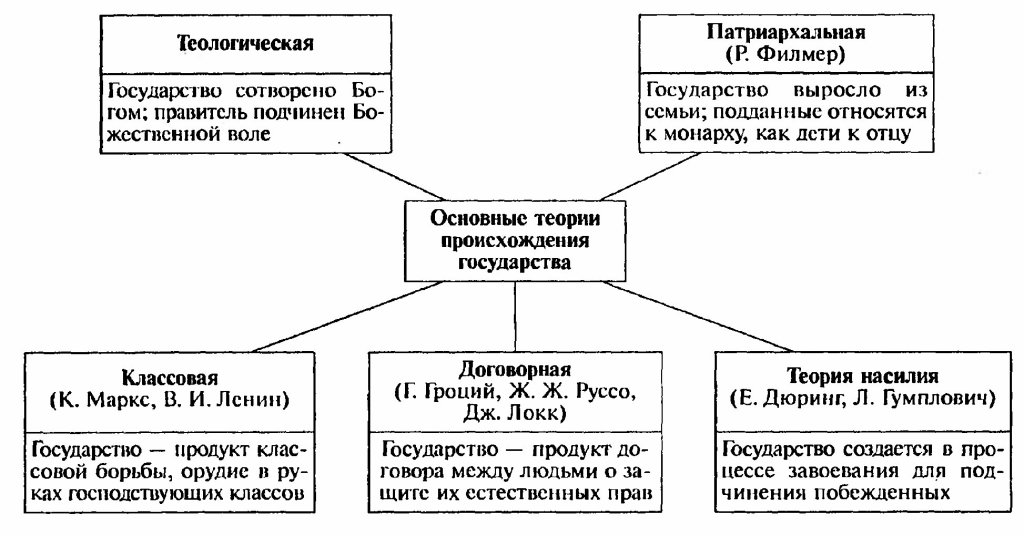 Теологическая
Государство сотворено Бо-
гом; правитель подчинен Бо-
жественной воле
Патриархальная
(Р. Филмер)
Государство выросло из
семьи; подданные относятся
к монарху, как дети к отцу
Основные теории
происхождения
государства
Классовая
(К. Маркс, В. И. Ленин)
Государство — продукт клас-
совой борьбы, орудие в ру-
ках господствующих классов
Договорная
(Г. Гроций, Ж. Ж. Руссо,
Дж. Локк)
Государство — продукт до-
говора между людьми о за-
щите их естественных прав
Теория насилия
(Е. Дюринг, Л. Гумплович)
Государство создается в про-
цессе завоевания для под-
чинения побежденных